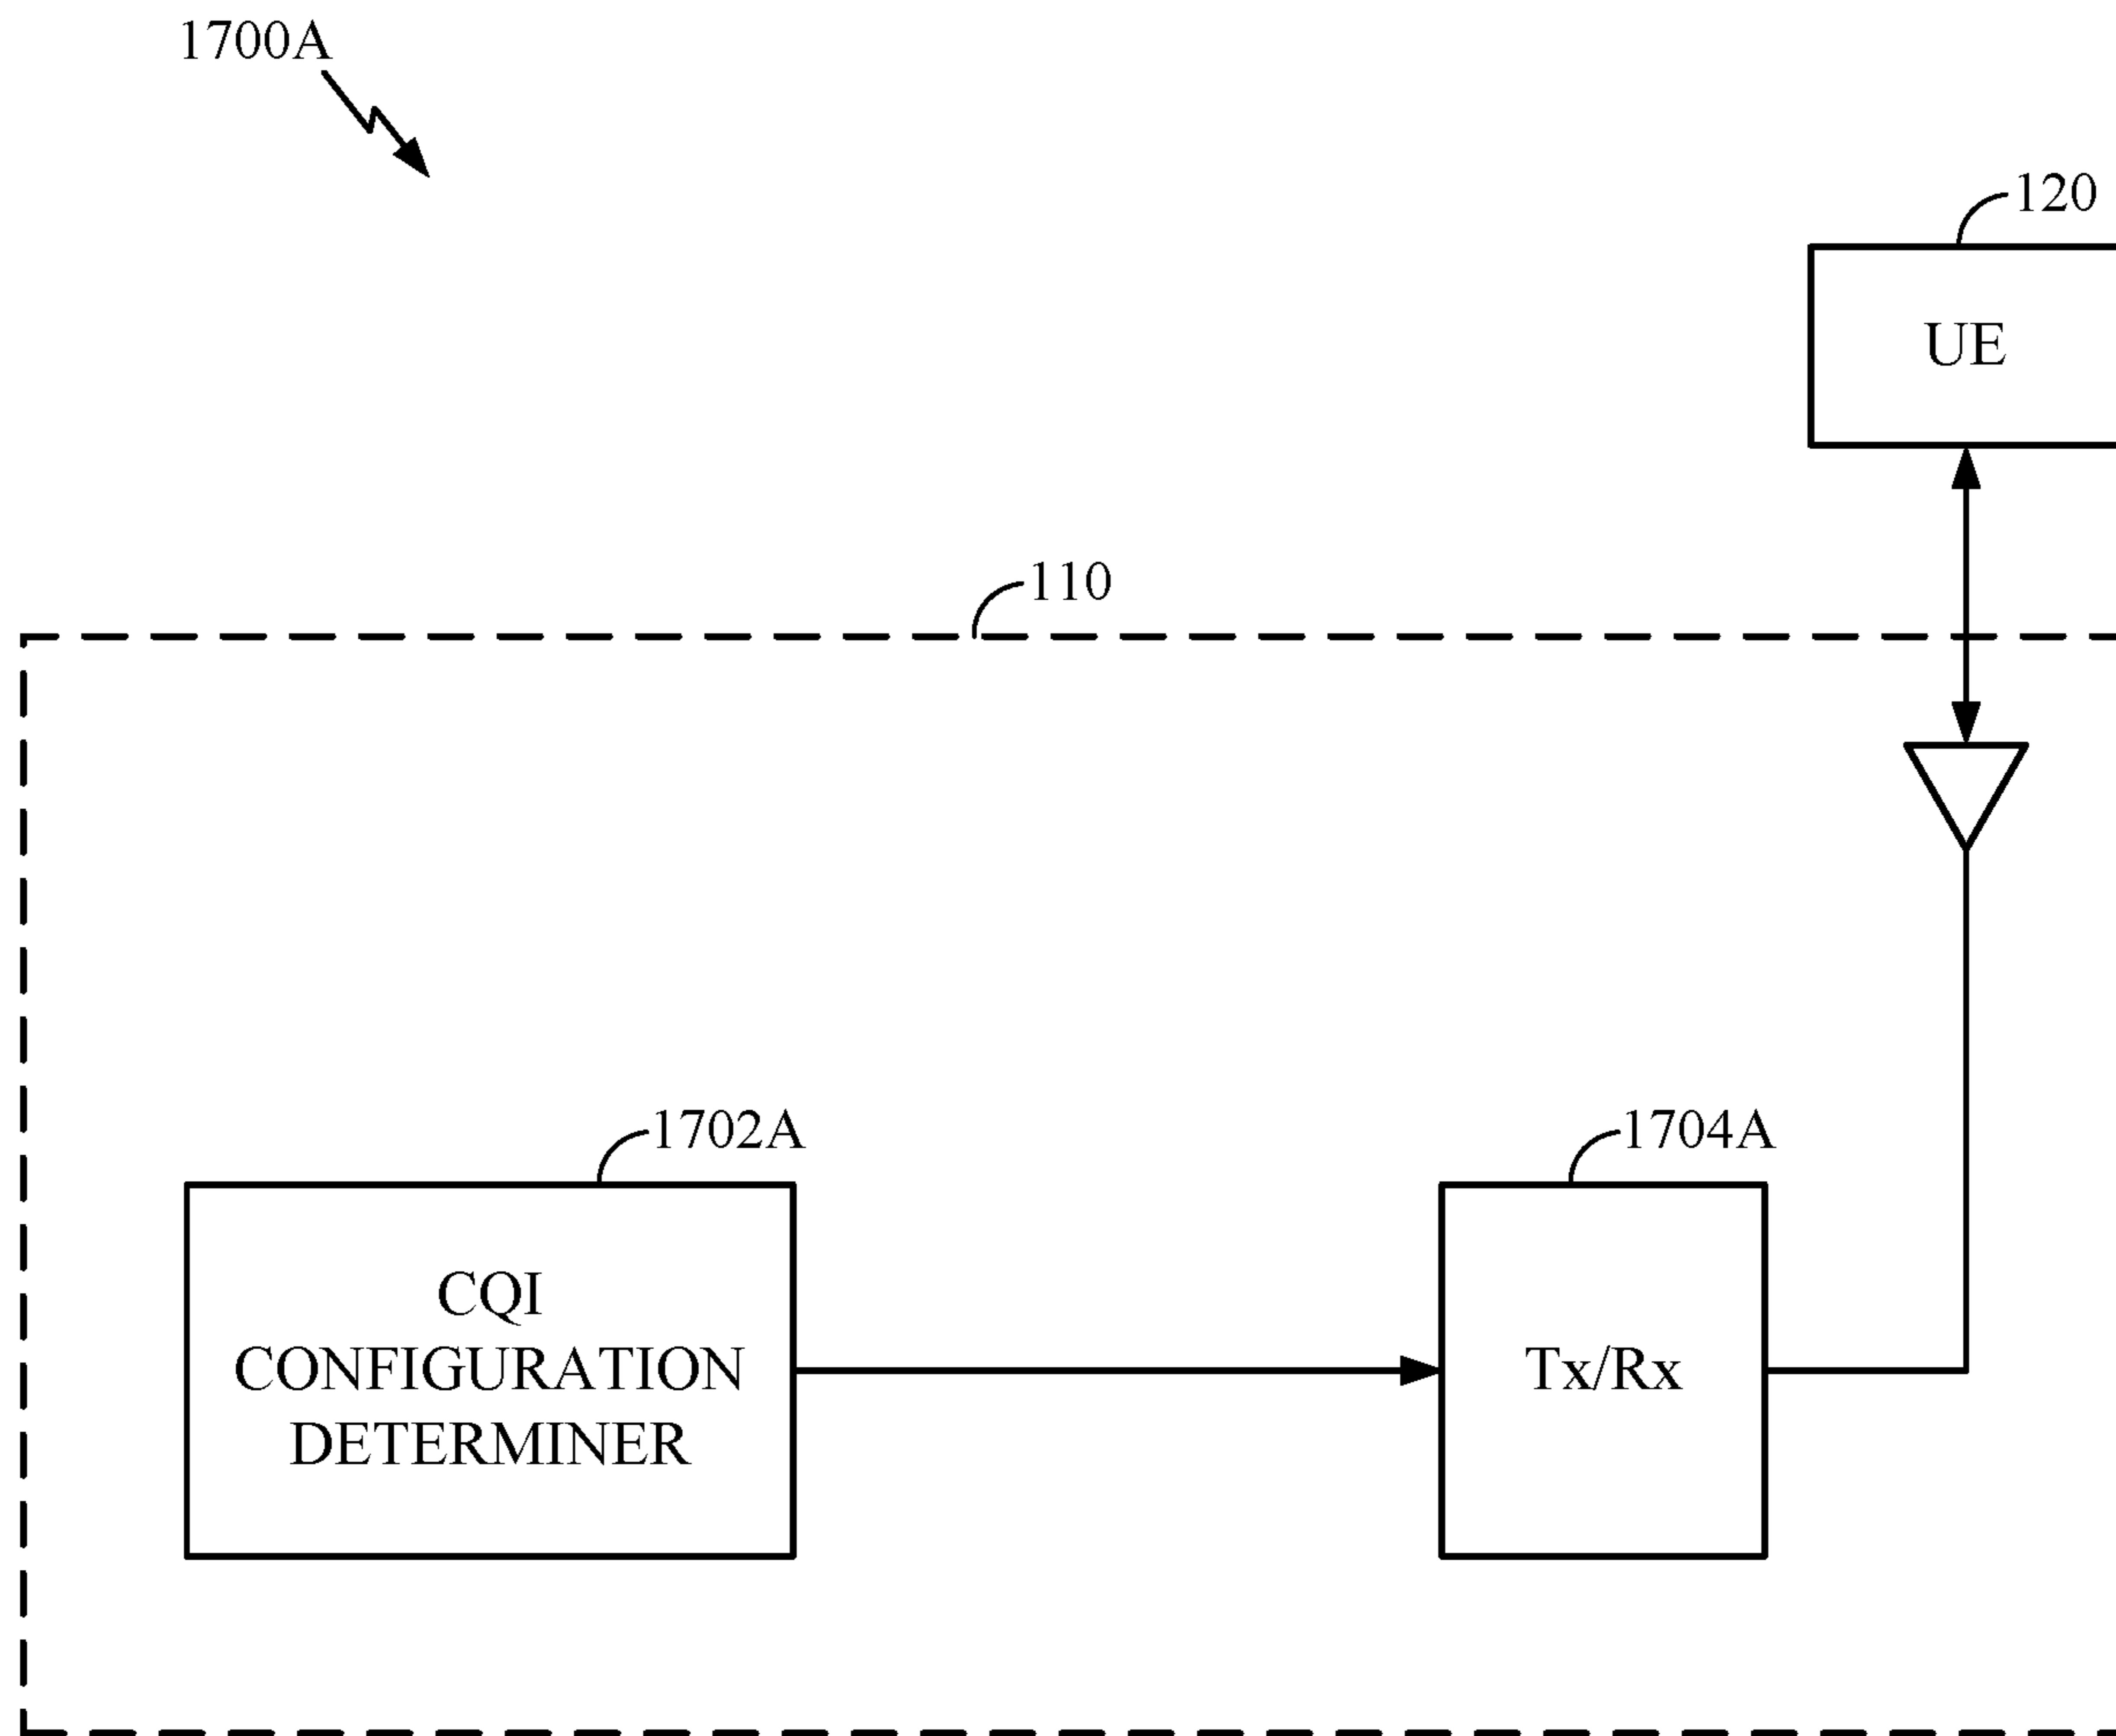 1700A
120
UE
110
1702A
1704A
CQI
CONFIGURATION
DETERMINER
Tx/Rx